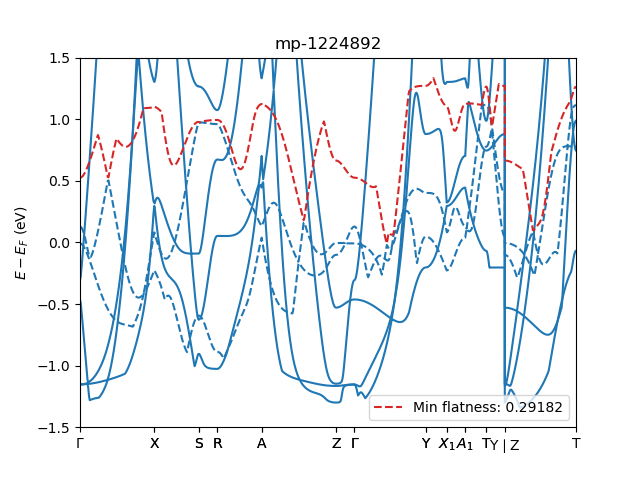 mp-1224892
E − E_F (eV)
1.5
1.0
0.5
0.0
−0.5
−1.0
−1.5
Min flatness: 0.29182
Γ X S R A Z Γ Y X₁ A₁ T Y | Z T